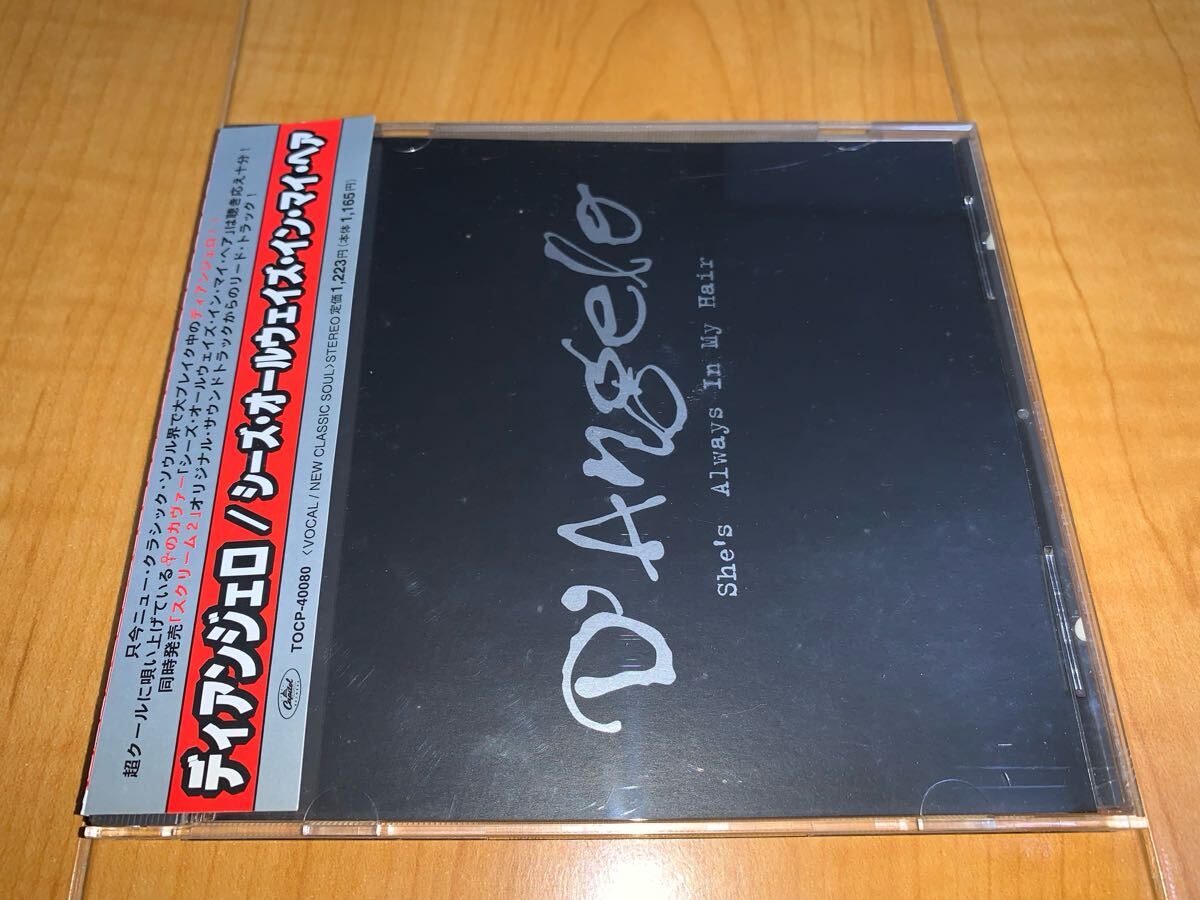 只今ニュー・クラシック・ソウル界で大ブレイク中のディアンジェロ!!
超クールに唄い上げている♀のカヴァー「シーズ・オールウェイズ・イン・マイ・ヘア」は聴き応え十分!
同時発売「スクリーム2」オリジナル・サウンドトラックからのリード・トラック!
ディアンジェロ/シーズ・オールウェイズ・イン・マイ・ヘア
Capitol
TOCP-40080 〈VOCAL / NEW CLASSIC SOUL〉STEREO 定価1,223円(本体1,165円)
D'Angelo
She's Always In My Hair